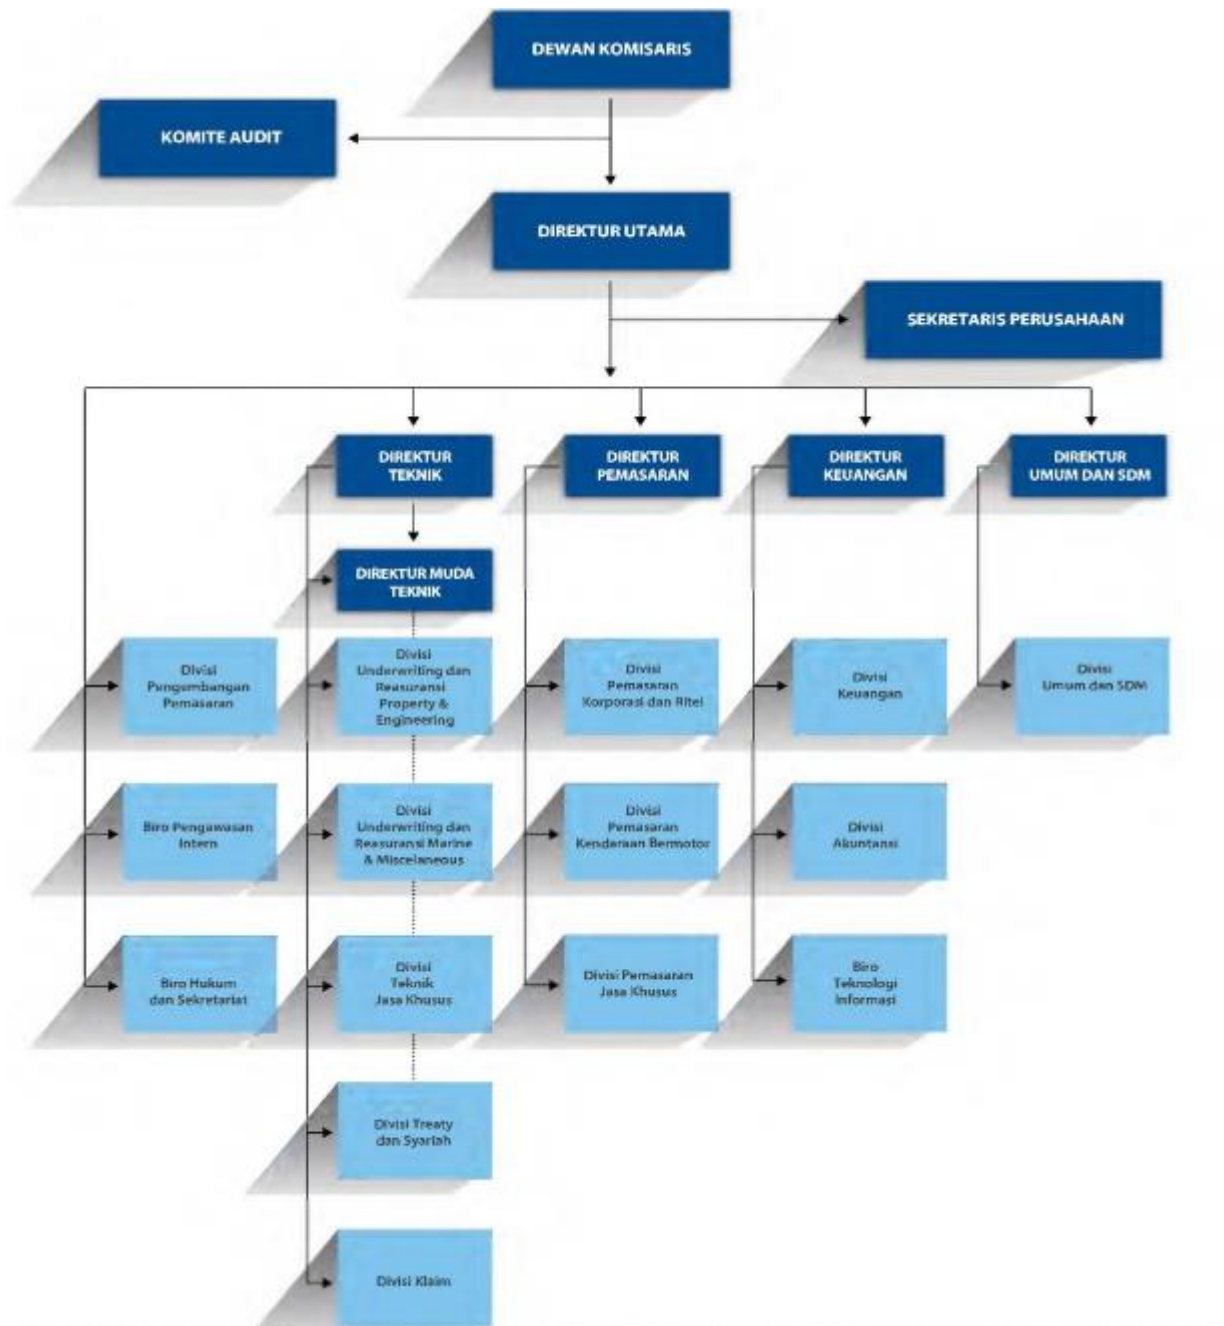 DEWAN KOMISARIS
KOMITE AUDIT
DIREKTUR UTAMA
SEKRETARIS PERUSAHAAN
DIREKTUR
TEKNIK
DIREKTUR
PEMASARAN
DIREKTUR
KEUANGAN
DIREKTUR
UMUM DAN SDM
DIREKTUR MUDA
TEKNIK
Divisi
Pengembangan
Pemasaran
Divisi
Underwriting dan
Reasuransi
Property &
Engineering
Divisi
Pemasaran
Korporasi dan Ritel
Divisi
Keuangan
Divisi
Umum dan SDM
Biro Pengawasan
Intern
Divisi
Underwriting dan
Reasuransi Marine
& Miscelaneous
Divisi
Pemasaran
Kendaraan Bermotor
Divisi
Akuntansi
Biro Hukum
dan Sekretariat
Divisi
Teknik
Jasa Khusus
Divisi Pemasaran
Jasa Khusus
Biro
Teknologi
Informasi
Divisi Treaty
dan Syariah
Divisi Klaim